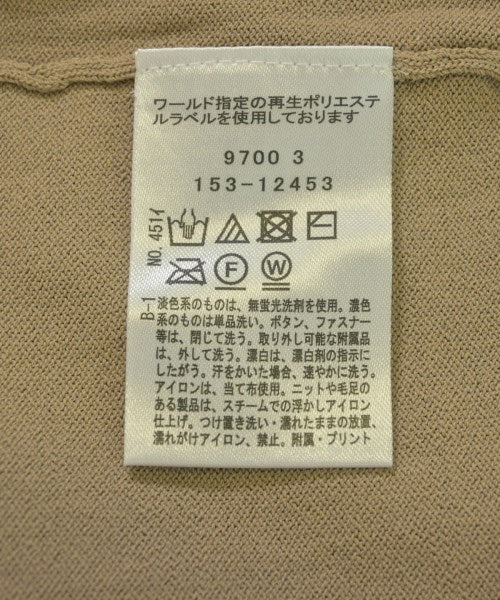 ワールド指定の再生ポリエステ
ルラベルを使用しております
9700 3
153-12453
NO.451イ
F W
B-1
淡色系のものは、無蛍光洗剤を使用。濃色
系のものは単品洗い。ボタン、ファスナー
等は、閉じて洗う。取り外し可能な附属品
は、外して洗う。漂白は、漂白剤の指示に
したがう。汗をかいた場合、速やかに洗う。
アイロンは、当て布使用。ニットや毛足の
ある製品は、スチームでの浮かしアイロン
仕上げ。つけ置き洗い・濡れたままの放置、
濡れがけアイロン、禁止。附属・プリント